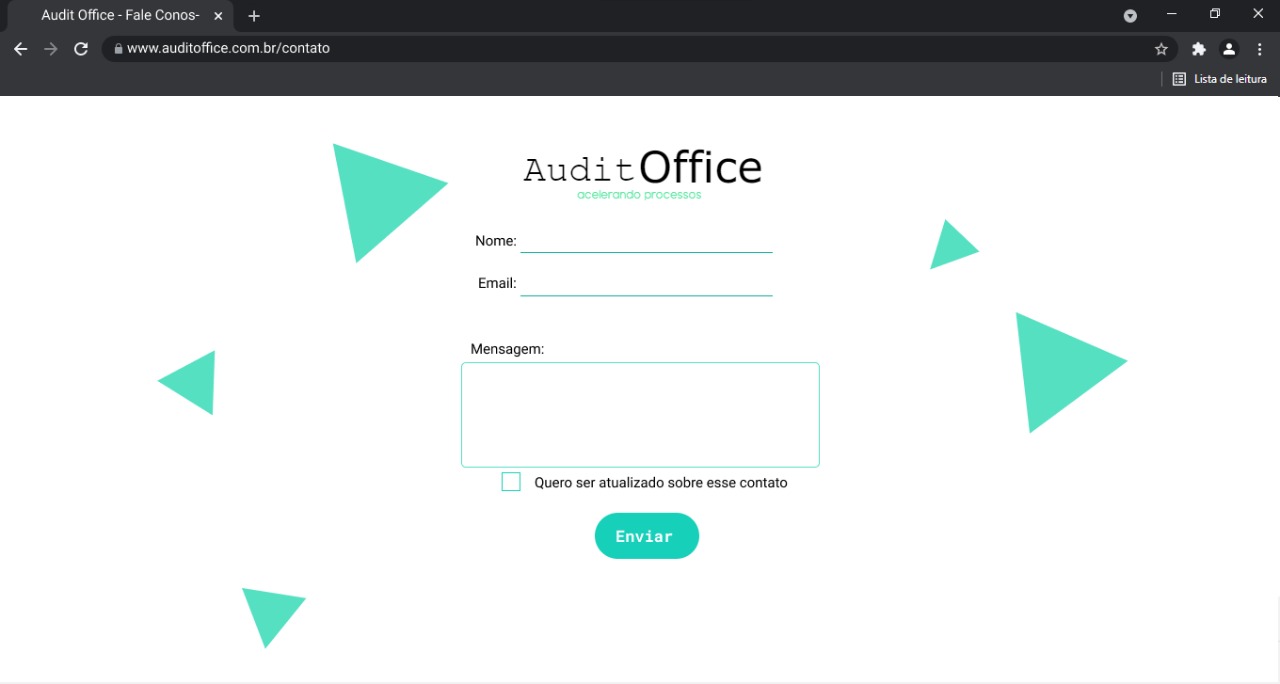 Audit Office - Fale Conos-
www.auditoffice.com.br/contato
Lista de leitura
Audit Office
acelerando processos
Nome:
Email:
Mensagem:
Quero ser atualizado sobre esse contato
Enviar